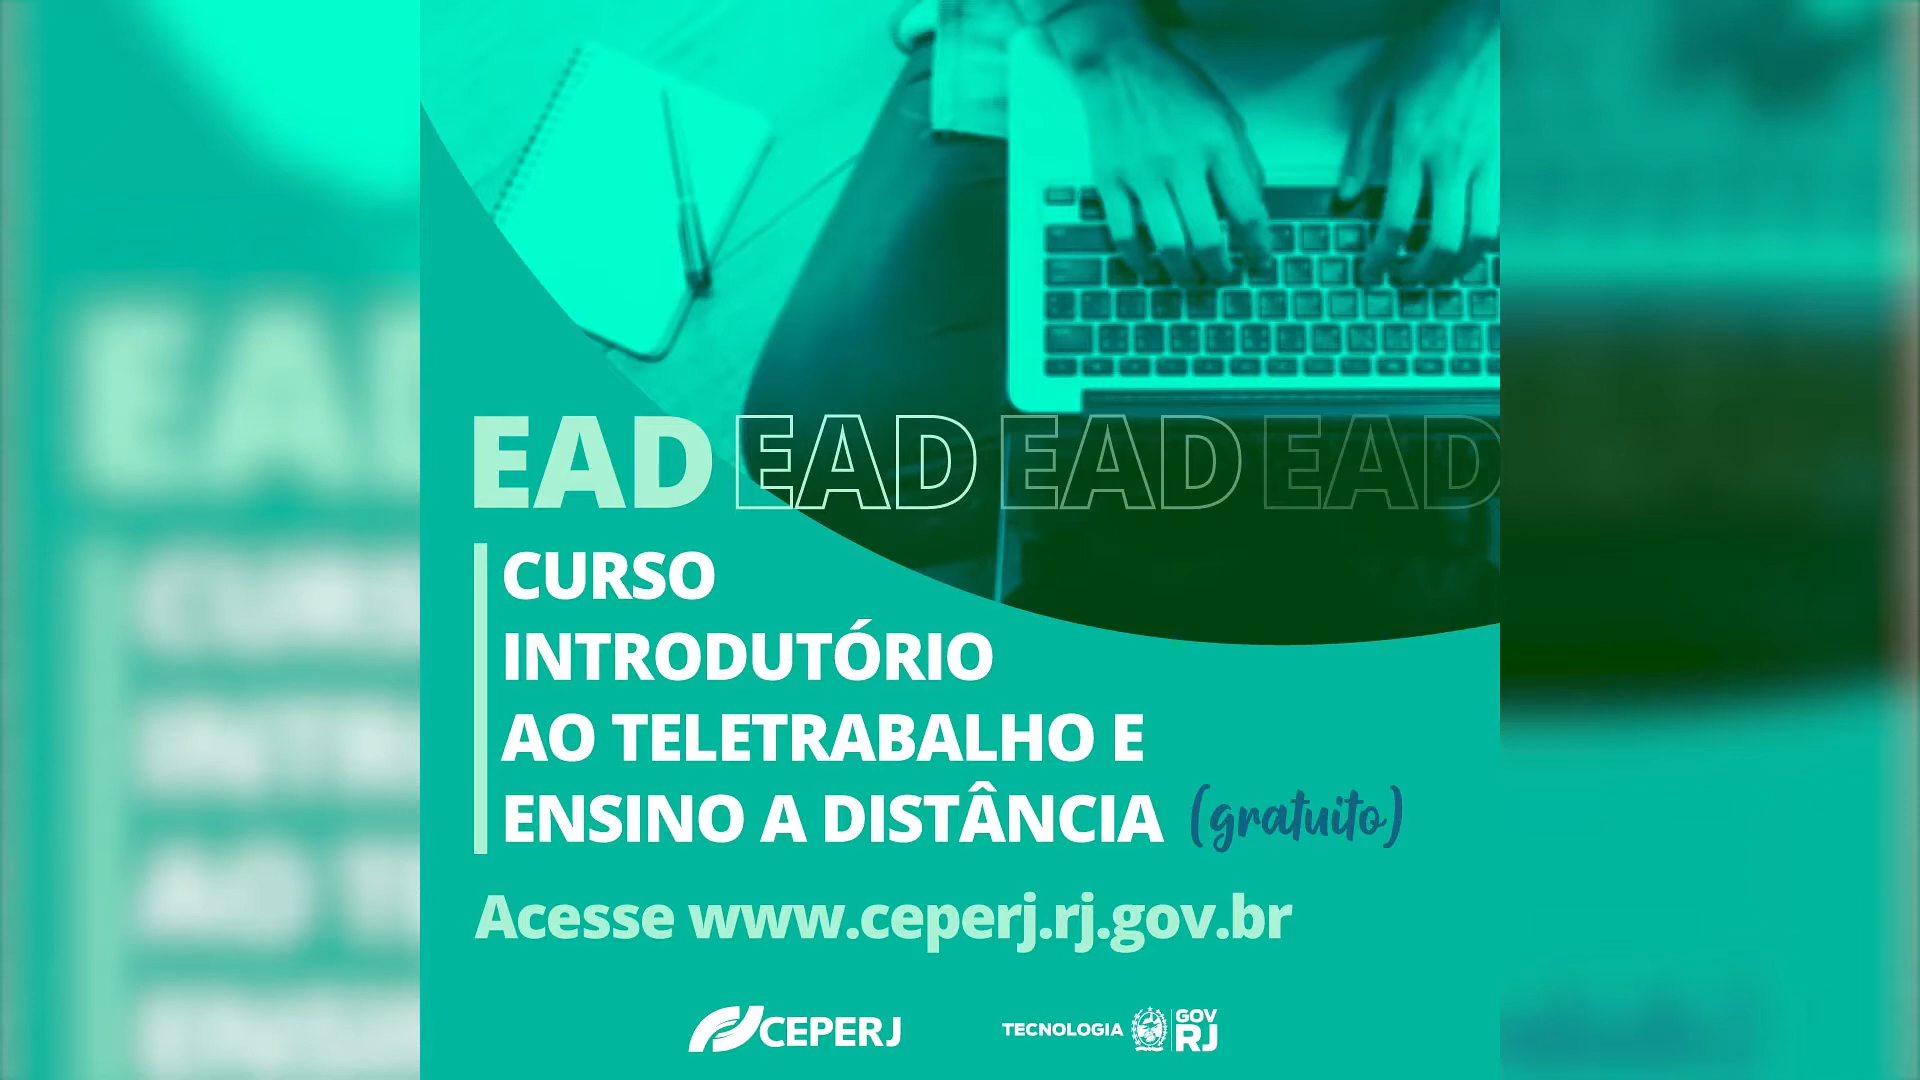 EAD EAD EAD EAD
CURSO
INTRODUTÓRIO
AO TELETRABALHO E
ENSINO A DISTÂNCIA (gratuito)
Acesse www.ceperj.rj.gov.br
CEPERJ
TECNOLOGIA
GOV
RJ